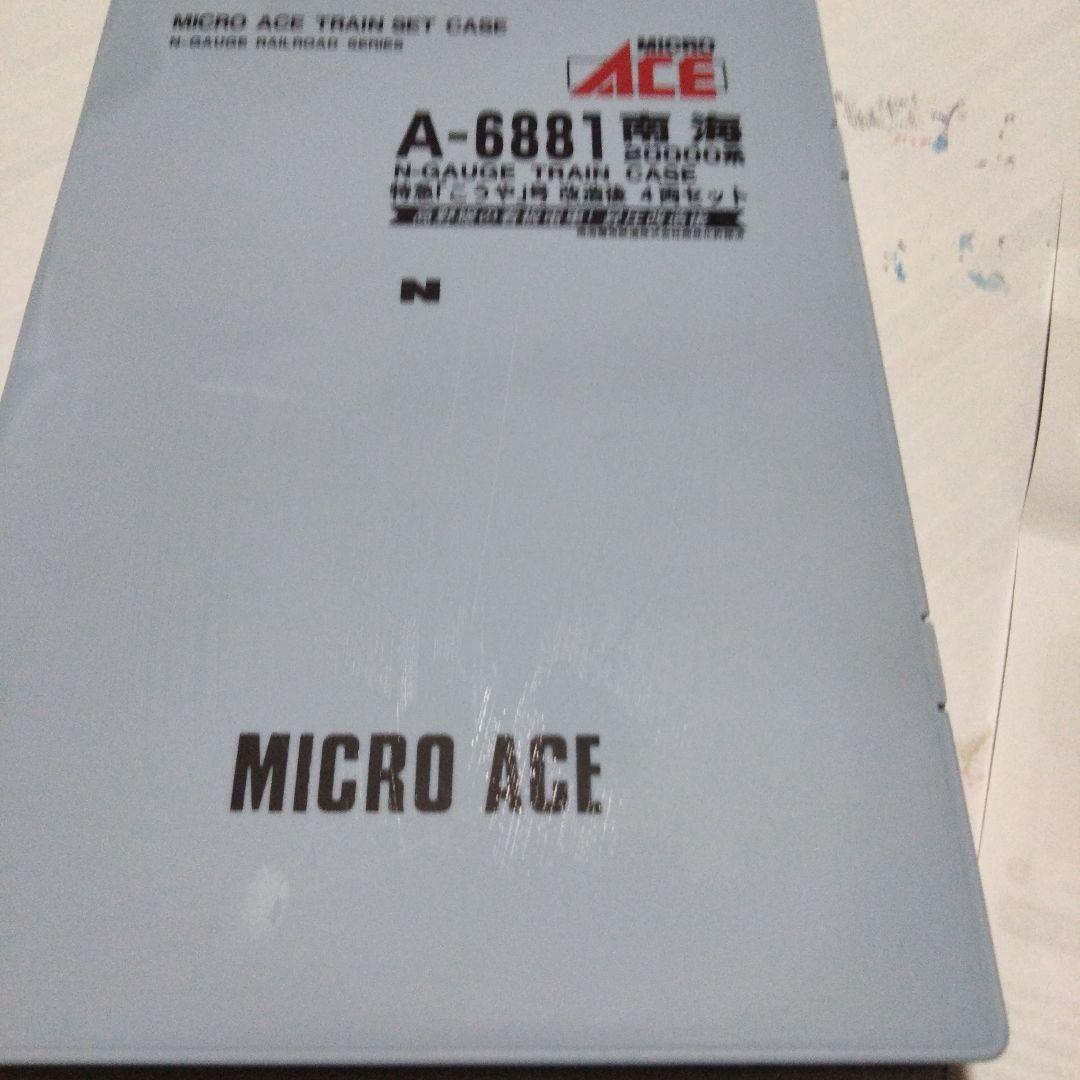 MICRO ACE TRAIN SET CASE
N-GAUGE RAILROAD SERIES
MICRO
ACE
A-6881 南海
20000系
N-GAUGE TRAIN CASE
特急「こうや」号 改造後 4両セット
N
MICRO ACE